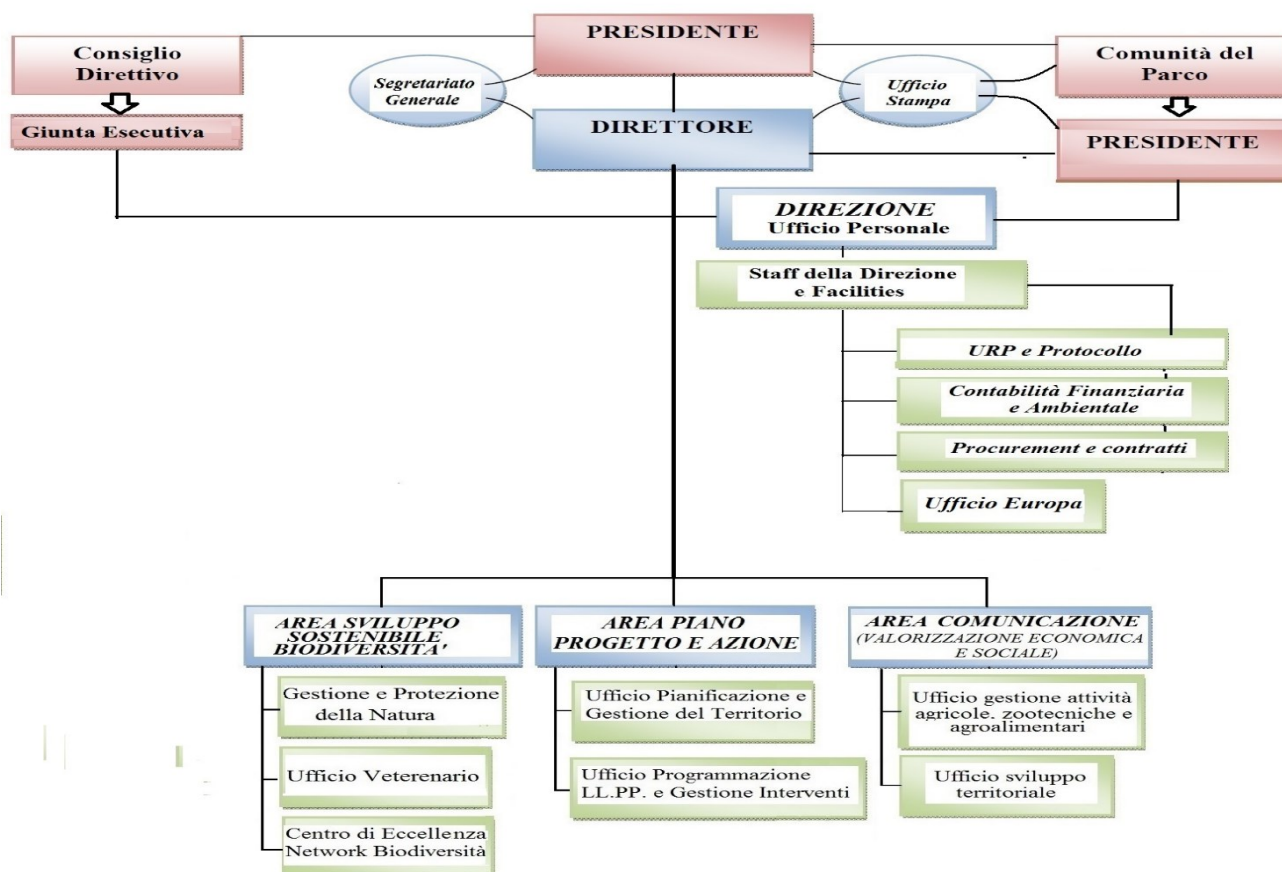 PRESIDENTE
Consiglio
Direttivo
Comunità del
Parco
Segretariato
Generale
Ufficio
Stampa
Giunta Esecutiva
DIRETTORE
PRESIDENTE
DIREZIONE
Ufficio Personale
Staff della Direzione
e Facilities
URP e Protocollo
Contabilità Finanziaria
e Ambientale
Procurement e contratti
Ufficio Europa
AREA SVILUPPO
SOSTENIBILE
BIODIVERSITA'
Gestione e Protezione
della Natura
Ufficio Veterenario
Centro di Eccellenza
Network Biodiversità
AREA PIANO
PROGETTO E AZIONE
Ufficio Pianificazione e
Gestione del Territorio
Ufficio Programmazione
LL.PP. e Gestione Interventi
AREA COMUNICAZIONE
(VALORIZZAZIONE ECONOMICA
E SOCIALE)
Ufficio gestione attività
agricole, zootecniche e
agroalimentari
Ufficio sviluppo
territoriale